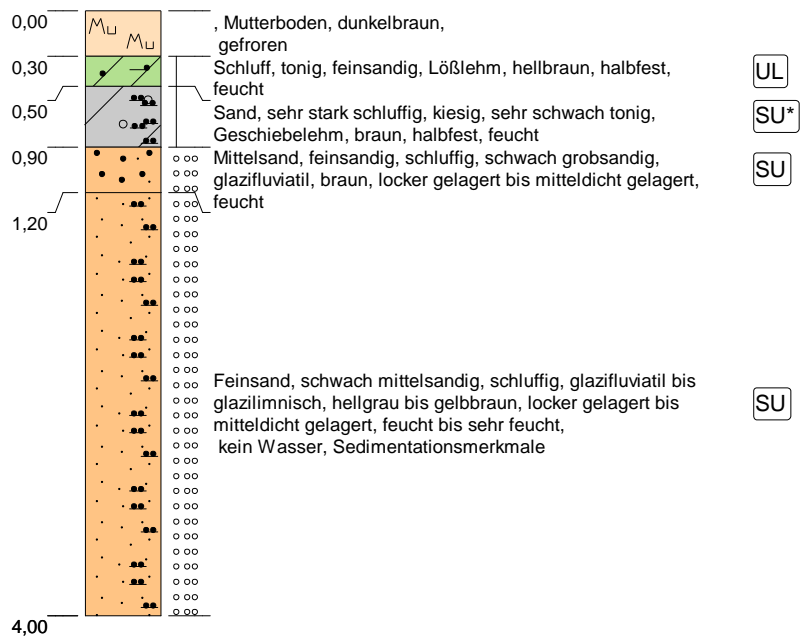 0,00
Mu
Mu
, Mutterboden, dunkelbraun,
gefroren
0,30
Schluff, tonig, feinsandig, Lößlehm, hellbraun, halbfest,
feucht
UL
0,50
Sand, sehr stark schluffig, kiesig, sehr schwach tonig,
Geschiebelehm, braun, halbfest, feucht
SU*
0,90
Mittelsand, feinsandig, schluffig, schwach grobsandig,
glazifluviatil, braun, locker gelagert bis mitteldicht gelagert,
feucht
SU
1,20
Feinsand, schwach mittelsandig, schluffig, glazifluviatil bis
glazilimnisch, hellgrau bis gelbbraun, locker gelagert bis
mitteldicht gelagert, feucht bis sehr feucht,
kein Wasser, Sedimentationsmerkmale
SU
4,00